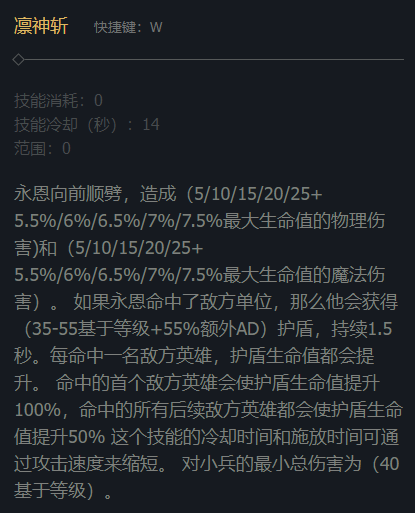 凛神斩 快捷键：W
技能消耗：0
技能冷却（秒）：14
范围：0
永恩向前顺劈，造成（5/10/15/20/25+
5.5%/6%/6.5%/7%/7.5%最大生命值的物理伤
害)和（5/10/15/20/25+
5.5%/6%/6.5%/7%/7.5%最大生命值的魔法伤
害）。 如果永恩命中了敌方单位，那么他会获得
（35-55基于等级+55%额外AD）护盾，持续1.5
秒。每命中一名敌方英雄，护盾生命值都会提
升。 命中的首个敌方英雄会使护盾生命值提升
100%，命中的所有后续敌方英雄都会使护盾生命
值提升50% 这个技能的冷却时间和施放时间可通
过攻击速度来缩短。 对小兵的最小总伤害为（40
基于等级）。